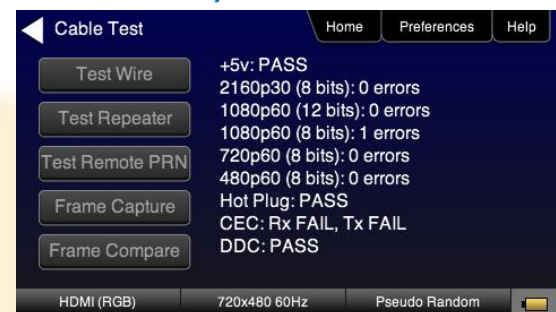 Cable Test
Home
Preferences
Help
Test Wire
Test Repeater
Test Remote PRN
Frame Capture
Frame Compare
+5v: PASS
2160p30 (8 bits): 0 errors
1080p60 (12 bits): 0 errors
1080p60 (8 bits): 1 errors
720p60 (8 bits): 0 errors
480p60 (8 bits): 0 errors
Hot Plug: PASS
CEC: Rx FAIL, Tx FAIL
DDC: PASS
HDMI (RGB)
720x480 60Hz
Pseudo Random